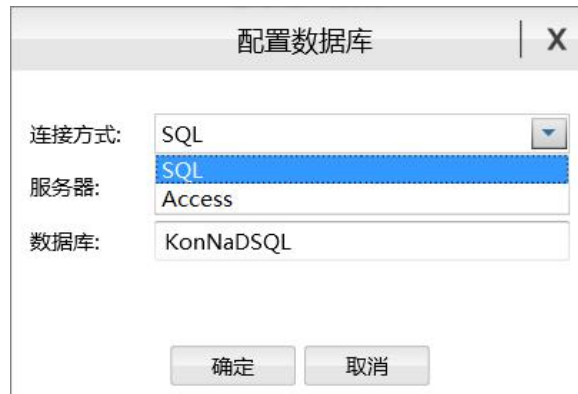 配置数据库 X
连接方式: SQL
SQL
服务器:
Access
数据库: KonNaDSQL
确定 取消